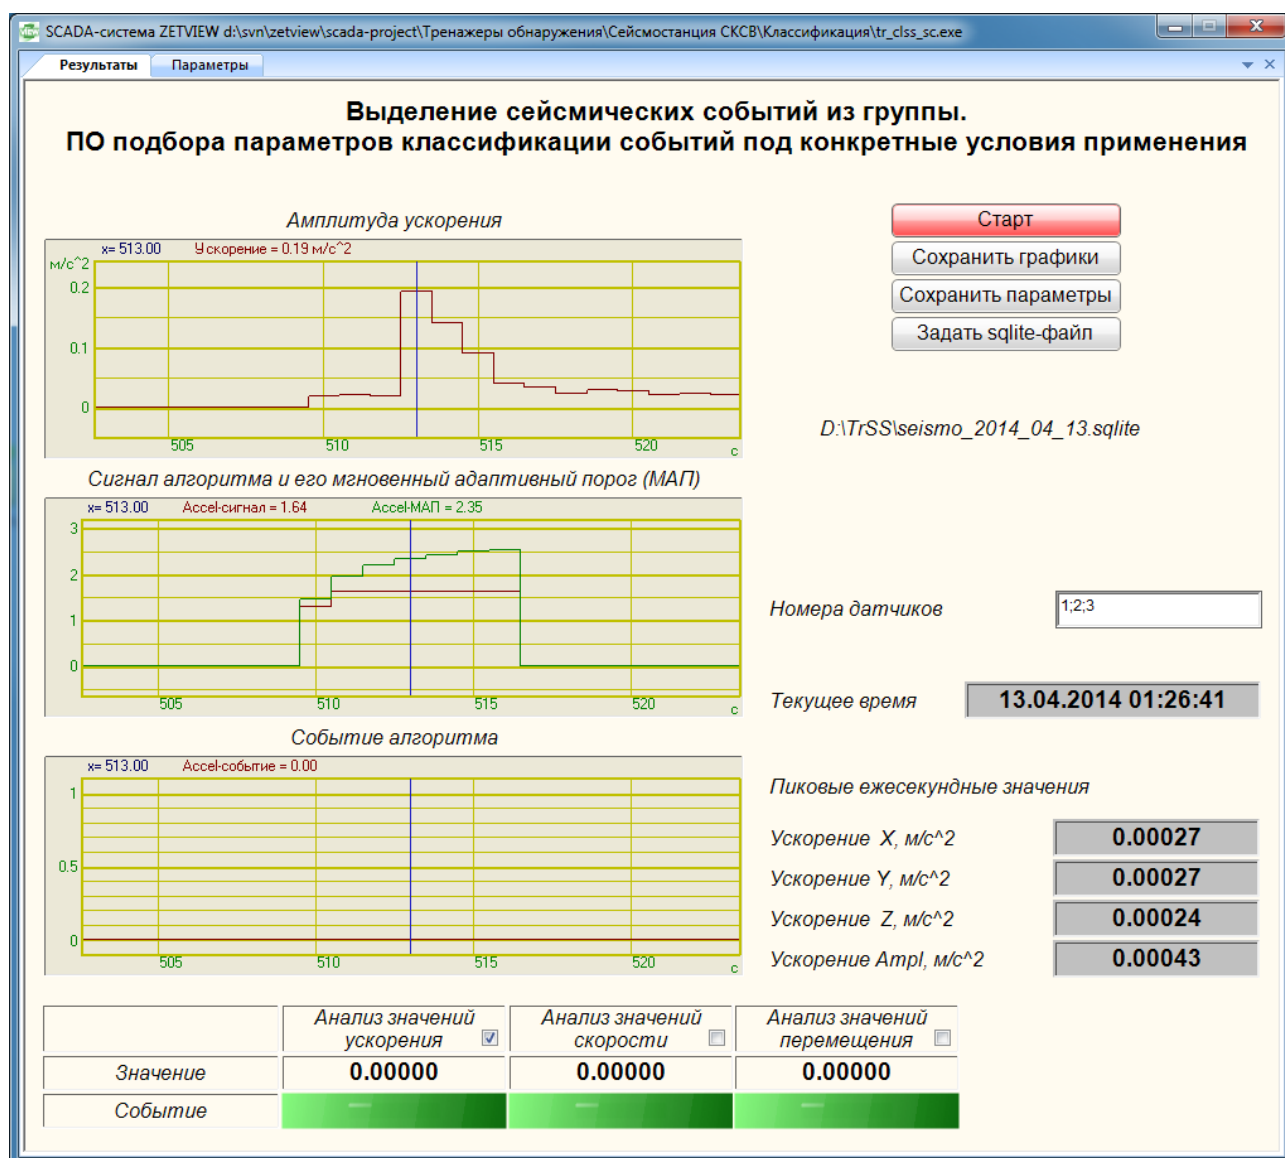 SCADA-система ZETVIEW d:\svn\zetview\scada-project\Тренажеры обнаружения\Сейсмостанция СКСВ\Классификация\tr_clss_sc.exe
Результаты Параметры
Выделение сейсмических событий из группы.
ПО подбора параметров классификации событий под конкретные условия применения
Амплитуда ускорения
x= 513.00 Ускорение = 0.19 м/с^2
м/с^2
0.2
0.1
0
505 510 515 520 с
Старт
Сохранить графики
Сохранить параметры
Задать sqlite-файл
D:\TrSS\seismo_2014_04_13.sqlite
Сигнал алгоритма и его мгновенный адаптивный порог (МАП)
x= 513.00 Accel-сигнал = 1.64 Accel-МАП = 2.35
3
2
1
0
505 510 515 520 с
Номера датчиков 1;2;3
Текущее время 13.04.2014 01:26:41
Событие алгоритма
x= 513.00 Accel-событие = 0.00
1
0.5
0
505 510 515 520 с
Пиковые ежесекундные значения
Ускорение X, м/с^2 0.00027
Ускорение Y, м/с^2 0.00027
Ускорение Z, м/с^2 0.00024
Ускорение Ampl, м/с^2 0.00043
Анализ значений ускорения
Анализ значений скорости
Анализ значений перемещения
Значение 0.00000 0.00000 0.00000
Событие